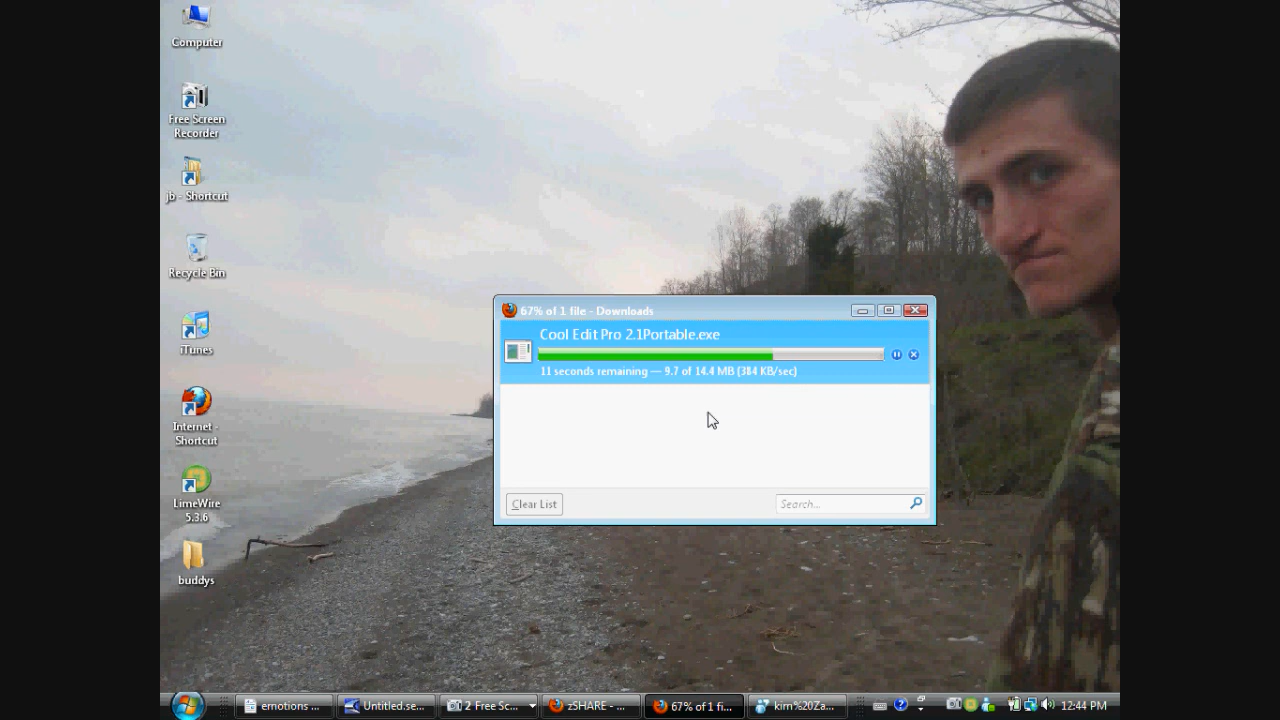 Computer
Free Screen
Recorder
jb - Shortcut
Recycle Bin
iTunes
Internet -
Shortcut
LimeWire
5.3.6
buddys
67% of 1 file - Downloads
Cool Edit Pro 2.1Portable.exe
11 seconds remaining — 9.7 of 14.4 MB (384 KB/sec)
Clear List
Search...
emotions ...
Untitled.se...
2 Free Sc...
zSHARE - ...
67% of 1 fi...
kirn%20Za...
12:44 PM